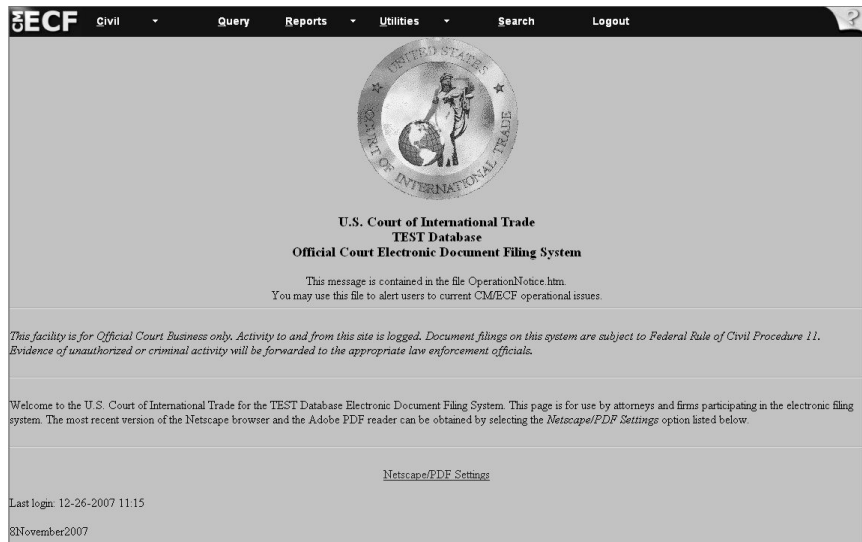 CM ECF Civil Query Reports Utilities Search Logout ?
UNITED STATES
COURT OF INTERNATIONAL TRADE
U.S. Court of International Trade
TEST Database
Official Court Electronic Document Filing System
This message is contained in the file OperationNotice.htm.
You may use this file to alert users to current CM/ECF operational issues.
This facility is for Official Court Business only. Activity to and from this site is logged. Document filings on this system are subject to Federal Rule of Civil Procedure 11.
Evidence of unauthorized or criminal activity will be forwarded to the appropriate law enforcement officials.
Welcome to the U.S. Court of International Trade for the TEST Database Electronic Document Filing System. This page is for use by attorneys and firms participating in the electronic filing
system. The most recent version of the Netscape browser and the Adobe PDF reader can be obtained by selecting the Netscape/PDF Settings option listed below.
Netscape/PDF Settings
Last login: 12-26-2007 11:15
8November2007